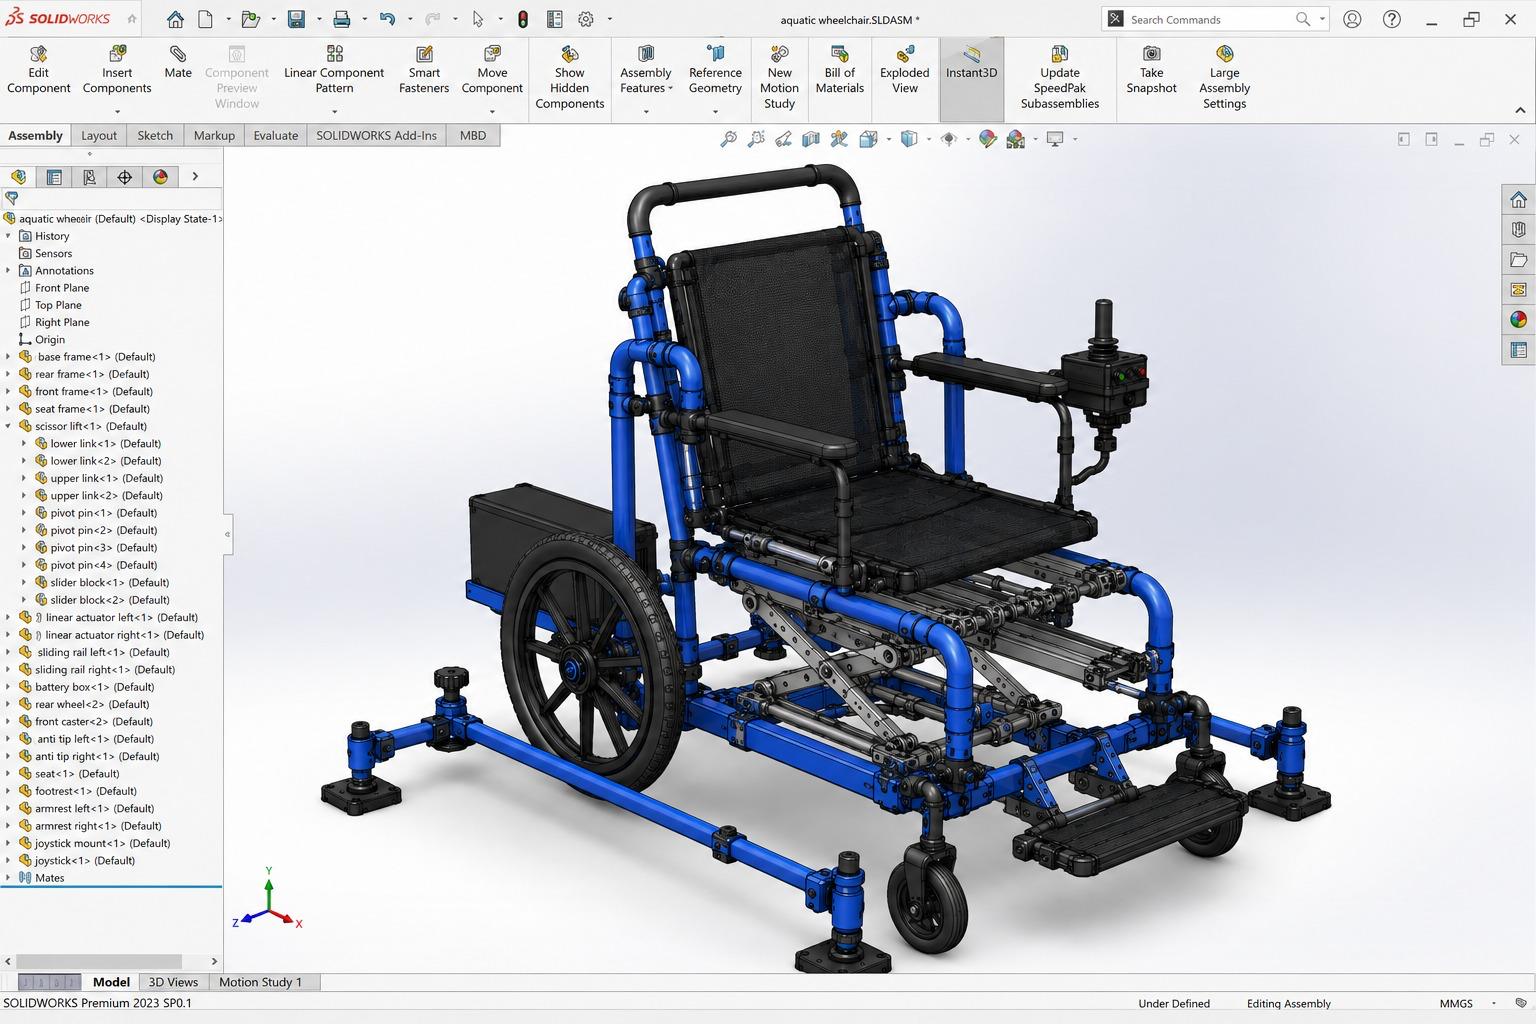 SOLIDWORKS
aquatic wheelchair.SLDASM *
Search Commands
Edit Component
Insert Components
Mate
Component Preview Window
Linear Component Pattern
Smart Fasteners
Move Component
Show Hidden Components
Assembly Features
Reference Geometry
New Motion Study
Bill of Materials
Exploded View
Instant3D
Update SpeedPak Subassemblies
Take Snapshot
Large Assembly Settings
Assembly
Layout
Sketch
Markup
Evaluate
SOLIDWORKS Add-Ins
MBD
aquatic (Default) <Display State-1>
History
Sensors
Annotations
Front Plane
Top Plane
Right Plane
Origin
base frame<1> (Default)
rear frame<1> (Default)
front frame<1> (Default)
seat frame<1> (Default)
scissor lift<1> (Default)
lower link<1> (Default)
lower link<2> (Default)
upper link<1> (Default)
upper link<2> (Default)
pivot pin<1> (Default)
pivot pin<2> (Default)
pivot pin<3> (Default)
pivot pin<4> (Default)
slider block<1> (Default)
slider block<2> (Default)
linear actuator left<1> (Default)
linear actuator right<1> (Default)
sliding rail left<1> (Default)
sliding rail right<1> (Default)
battery box<1> (Default)
rear wheel<2> (Default)
front caster<2> (Default)
anti tip left<1> (Default)
anti tip right<1> (Default)
seat<1> (Default)
footrest<1> (Default)
armrest left<1> (Default)
armrest right<1> (Default)
joystick mount<1> (Default)
joystick<1> (Default)
Mates
Y
Z
X
Model
3D Views
Motion Study 1
SOLIDWORKS Premium 2023 SP0.1
Under Defined
Editing Assembly
MMGS